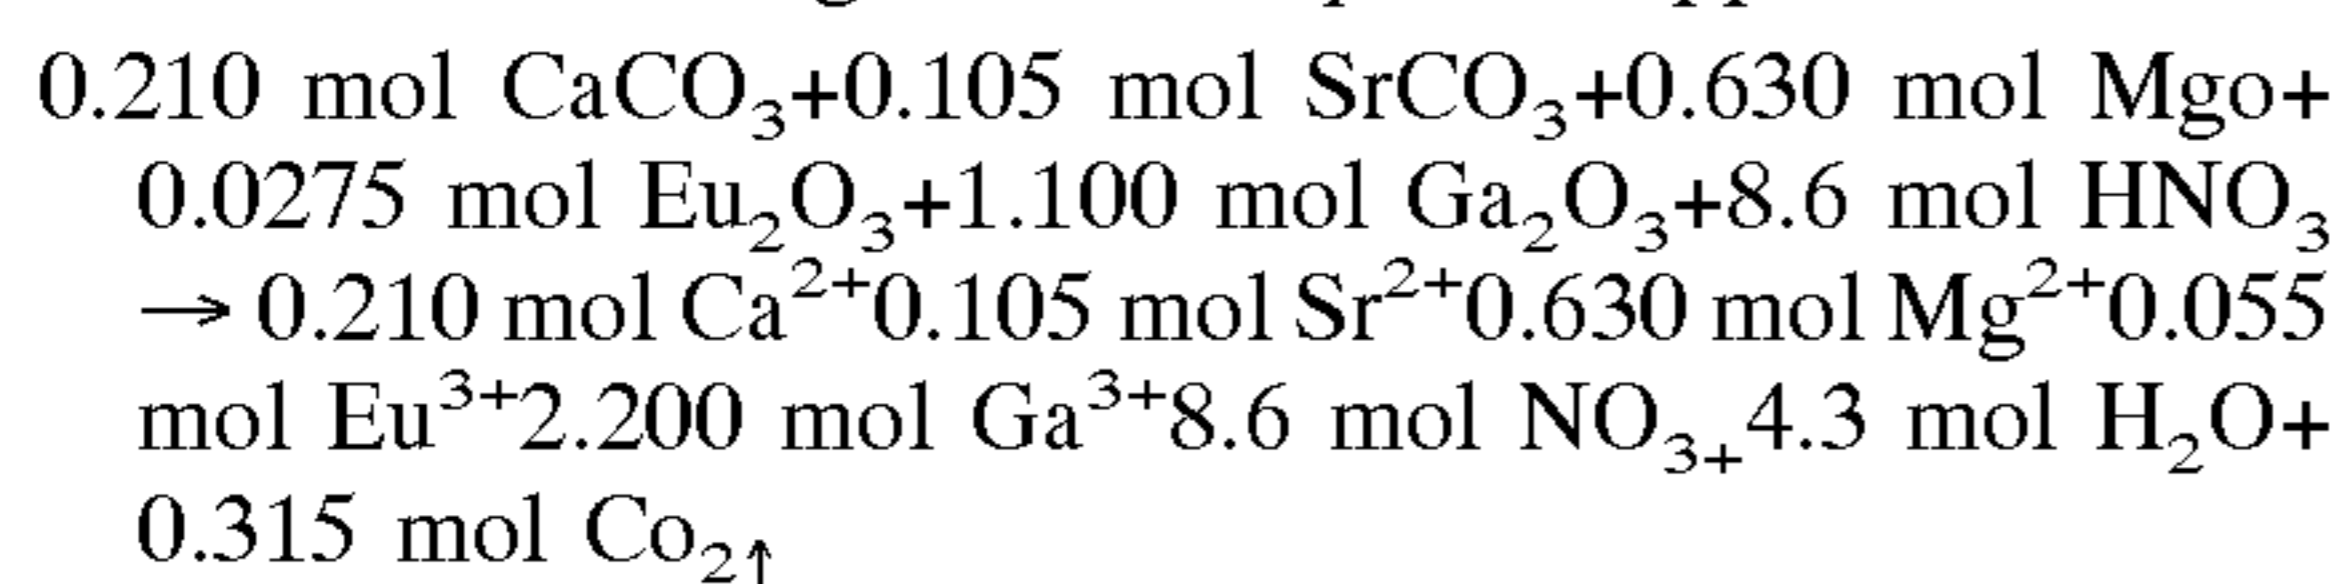 0.210 mol CaCO₃+0.105 mol SrCO₃+0.630 mol Mgo+
0.0275 mol Eu₂O₃+1.100 mol Ga₂O₃+8.6 mol HNO₃
→ 0.210 mol Ca²⁺0.105 mol Sr²⁺0.630 mol Mg²⁺0.055
mol Eu³⁺2.200 mol Ga³⁺8.6 mol NO₃₊4.3 mol H₂O+
0.315 mol Co₂↑